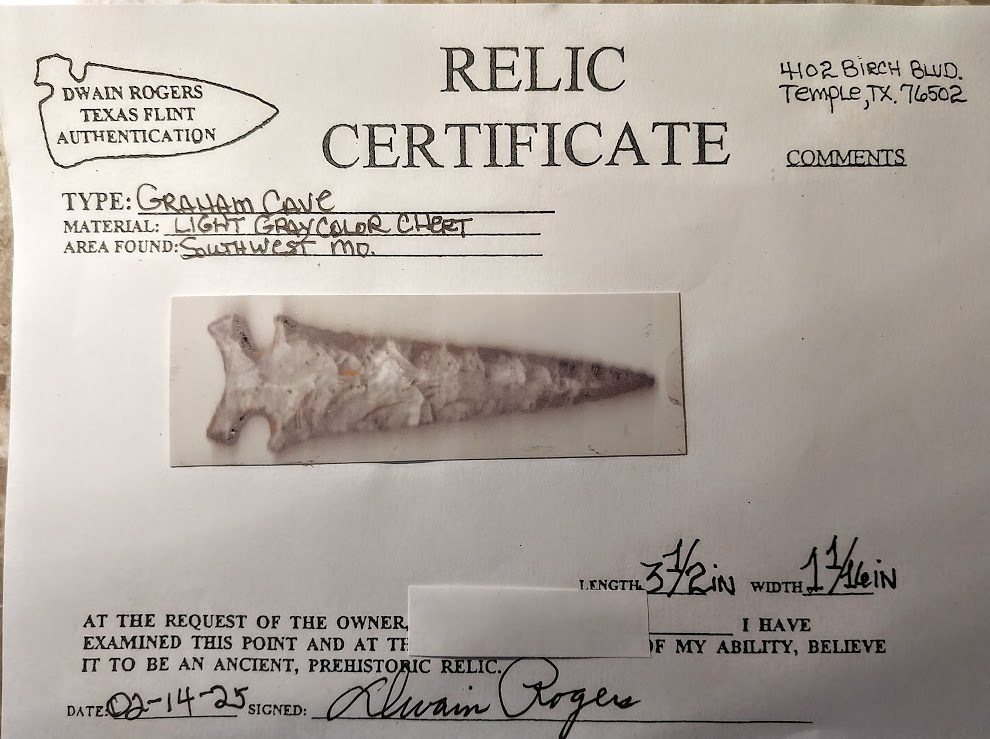 DWAIN ROGERS
TEXAS FLINT
AUTHENTICATION
RELIC
CERTIFICATE
4102 BIRCH BLVD.
TEMPLE, TX. 76502
COMMENTS
TYPE: GRAHAM CAVE
MATERIAL: LIGHT GRAY COLOR CHERT
AREA FOUND: SOUTHWEST MO.
LENGTH 3 1/2 IN WIDTH 1 1/16 IN
AT THE REQUEST OF THE OWNER, I HAVE
EXAMINED THIS POINT AND AT OF MY ABILITY, BELIEVE
IT TO BE AN ANCIENT, PREHISTORIC RELIC.
DATE: 02-14-25 SIGNED: Dwain Rogers